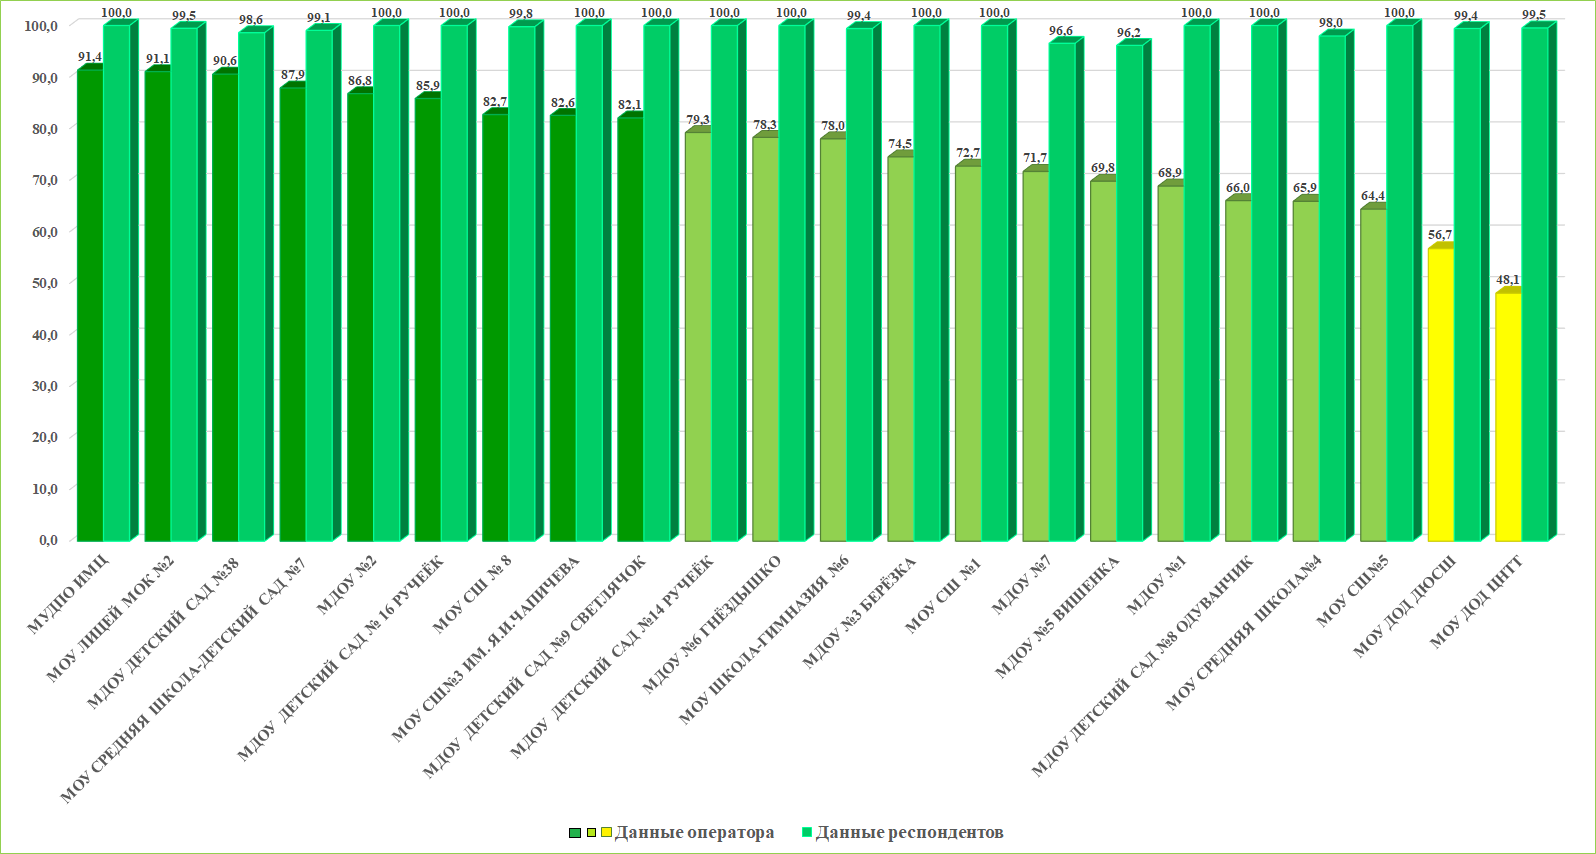 100,0 99,5 98,6 99,1 100,0 100,0 99,8 100,0 100,0 100,0 100,0 99,4 100,0 100,0 96,6 96,2 100,0 100,0 98,0 100,0 99,4 99,5
91,4 91,1 90,6 87,9 86,8 85,9 82,7 82,6 82,1 79,3 78,3 78,0 74,5 72,7 71,7 69,8 68,9 66,0 65,9 64,4 56,7 48,1
100,0
90,0
80,0
70,0
60,0
50,0
40,0
30,0
20,0
10,0
0,0
МУДПО ИМЦ
МОУ ЛИЦЕЙ МОК №2
МДОУ ДЕТСКИЙ САД №38
МОУ СРЕДНЯЯ ШКОЛА-ДЕТСКИЙ САД №7
МДОУ №2
МДОУ ДЕТСКИЙ САД № 16 РУЧЕЁК
МОУ СШ № 8
МОУ СШ№3 ИМ.Я.И.ЧАПИЧЕВА
МДОУ ДЕТСКИЙ САД №9 СВЕТЛЯЧОК
МДОУ ДЕТСКИЙ САД №14 РУЧЕЁК
МДОУ №6 ГНЁЗДЫШКО
МОУ ШКОЛА-ГИМНАЗИЯ №6
МДОУ №3 БЕРЁЗКА
МОУ СШ №1
МДОУ №7
МДОУ №5 ВИШЕНКА
МДОУ №1
МДОУ ДЕТСКИЙ САД №8 ОДУВАНЧИК
МОУ СРЕДНЯЯ ШКОЛА№4
МОУ СШ№5
МОУ ДОД ДЮСШ
МОУ ДОД ЦНТТ
Данные оператора
Данные респондентов